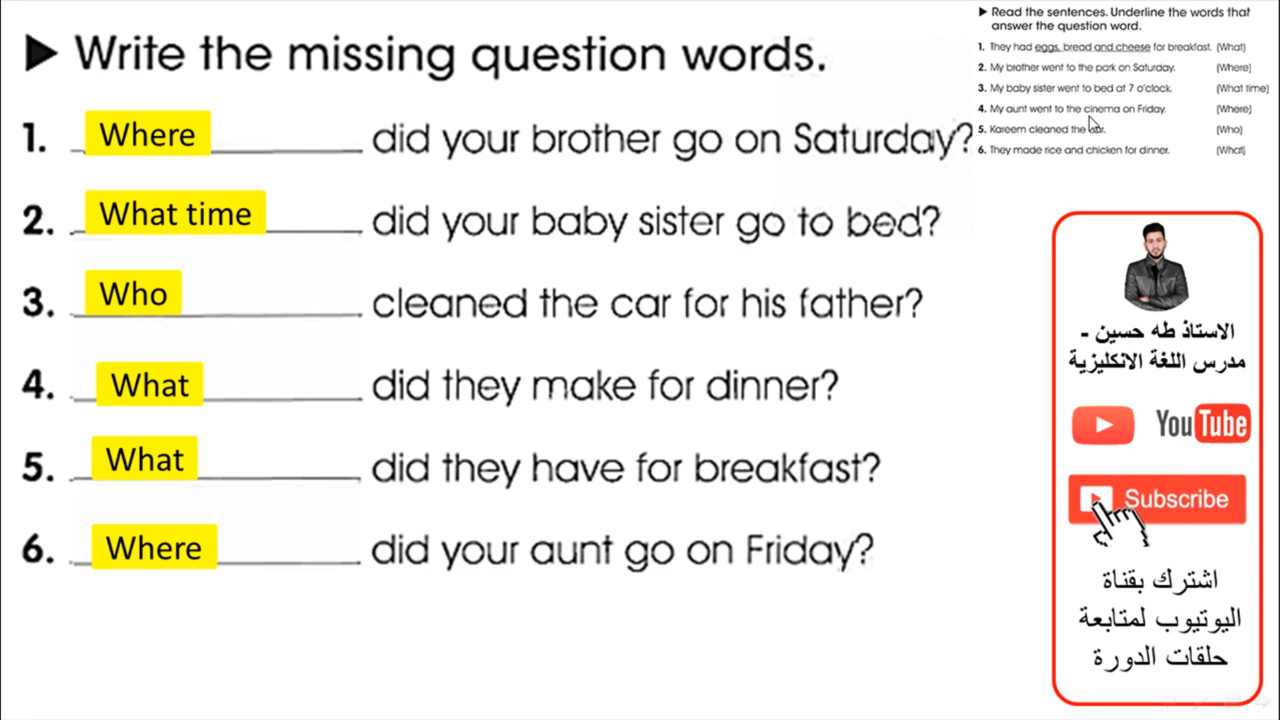 ▶ Write the missing question words.
1. Where did your brother go on Saturday?
2. What time did your baby sister go to bed?
3. Who cleaned the car for his father?
4. What did they make for dinner?
5. What did they have for breakfast?
6. Where did your aunt go on Friday?
▶ Read the sentences. Underline the words that
answer the question word.
1. They had eggs, bread and cheese for breakfast. (What)
2. My brother went to the park on Saturday. (Where)
3. My baby sister went to bed at 7 o'clock. (What time)
4. My aunt went to the cinema on Friday. (Where)
5. Kareem cleaned the car. (Who)
6. They made rice and chicken for dinner. (What)
الاستاذ طه حسين -
مدرس اللغة الانكليزية
YouTube
Subscribe
اشترك بقناة
اليوتيوب لمتابعة
حلقات الدورة